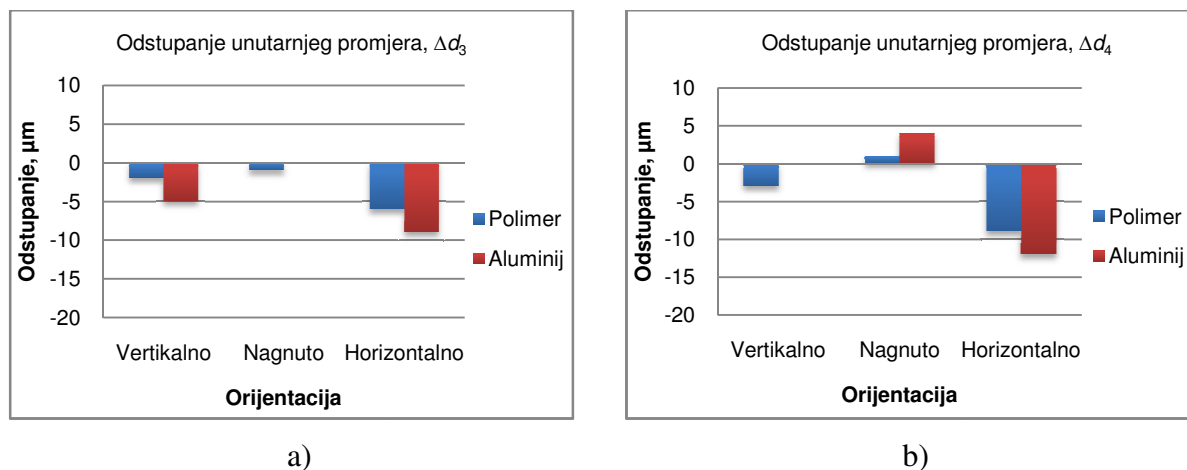 Odstupanje unutarnjeg promjera, Δd3
10
5
0
-5
-10
-15
-20
Odstupanje, µm
Vertikalno Nagnuto Horizontalno
Orijentacija
Polimer
Aluminij
a)
Odstupanje unutarnjeg promjera, Δd4
10
5
0
-5
-10
-15
-20
Odstupanje, µm
Vertikalno Nagnuto Horizontalno
Orijentacija
Polimer
Aluminij
b)